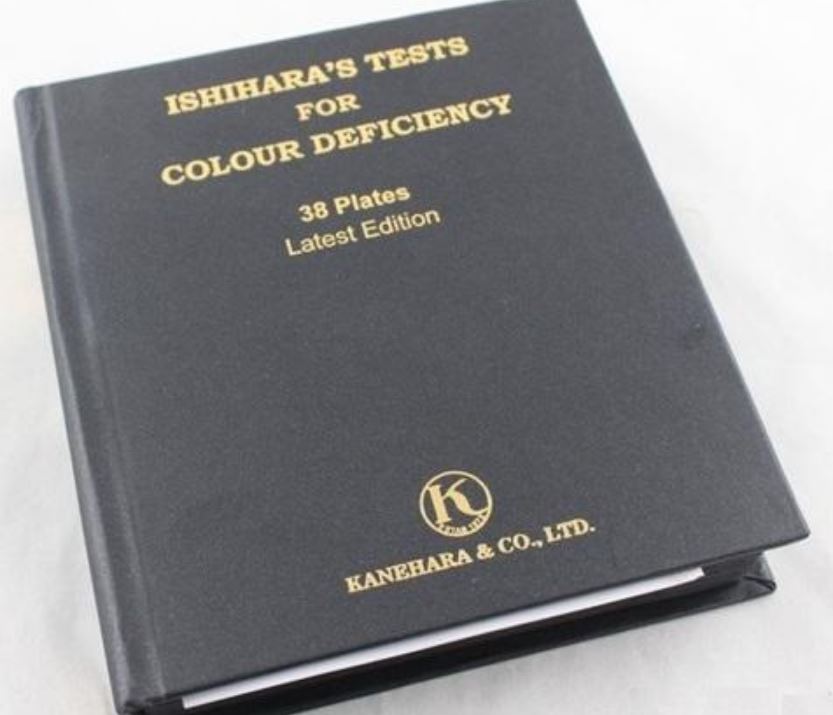 ISHIHARA'S TESTS
FOR
COLOUR DEFICIENCY
38 Plates
Latest Edition
K
KANEHARA & CO., LTD.